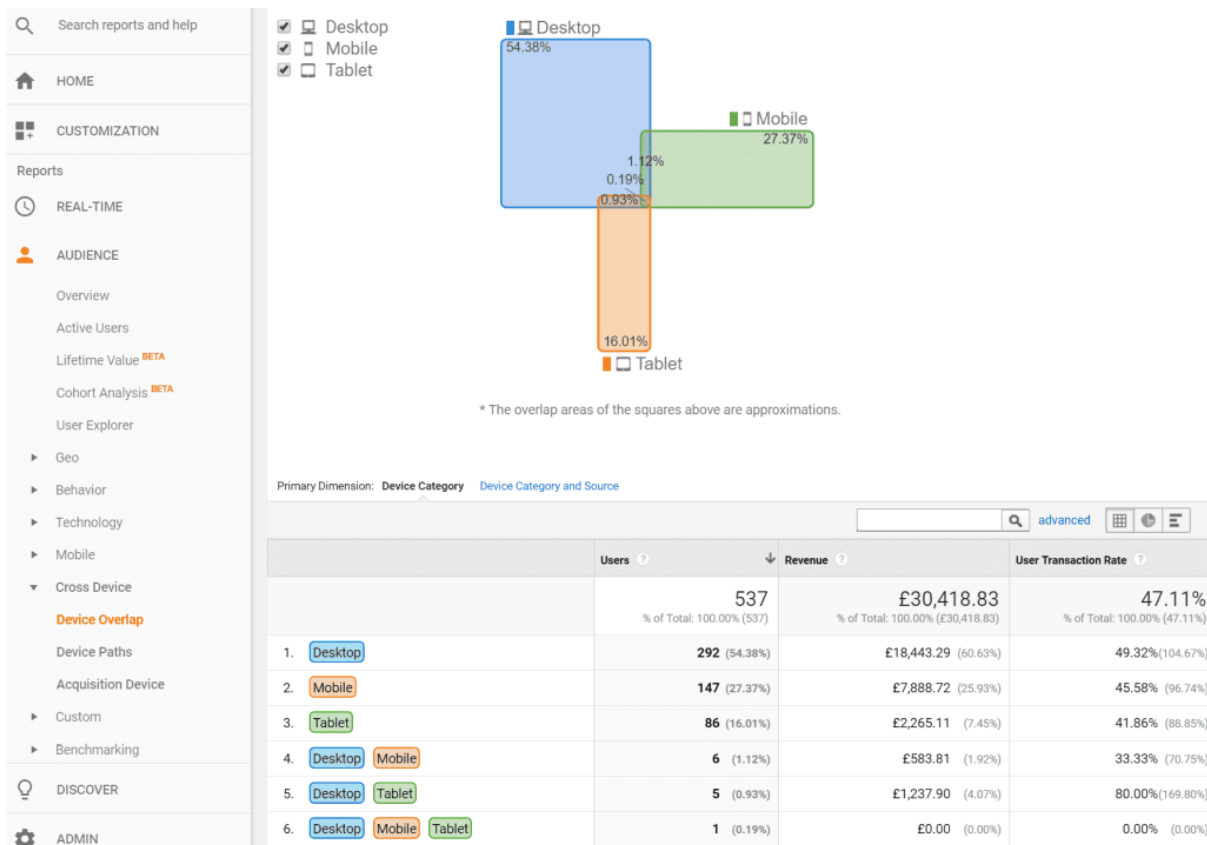 Search reports and help
HOME
CUSTOMIZATION
Reports
REAL-TIME
AUDIENCE
Overview
Active Users
Lifetime Value BETA
Cohort Analysis BETA
User Explorer
Geo
Behavior
Technology
Mobile
Cross Device
Device Overlap
Device Paths
Acquisition Device
Custom
Benchmarking
DISCOVER
ADMIN
Desktop
Mobile
Tablet
Desktop
54.38%
Mobile
27.37%
1.12%
0.19%
0.93%
16.01%
Tablet
* The overlap areas of the squares above are approximations.
Primary Dimension: Device Category Device Category and Source
advanced
Users ? Revenue ? User Transaction Rate ?
537 £30,418.83 47.11%
% of Total: 100.00% (537) % of Total: 100.00% (£30,418.83) % of Total: 100.00% (47.11%)
1. Desktop 292 (54.38%) £18,443.29 (60.63%) 49.32%(104.67%)
2. Mobile 147 (27.37%) £7,888.72 (25.93%) 45.58% (96.74%)
3. Tablet 86 (16.01%) £2,265.11 (7.45%) 41.86% (88.85%)
4. Desktop Mobile 6 (1.12%) £583.81 (1.92%) 33.33% (70.75%)
5. Desktop Tablet 5 (0.93%) £1,237.90 (4.07%) 80.00%(169.80%)
6. Desktop Mobile Tablet 1 (0.19%) £0.00 (0.00%) 0.00% (0.00%)